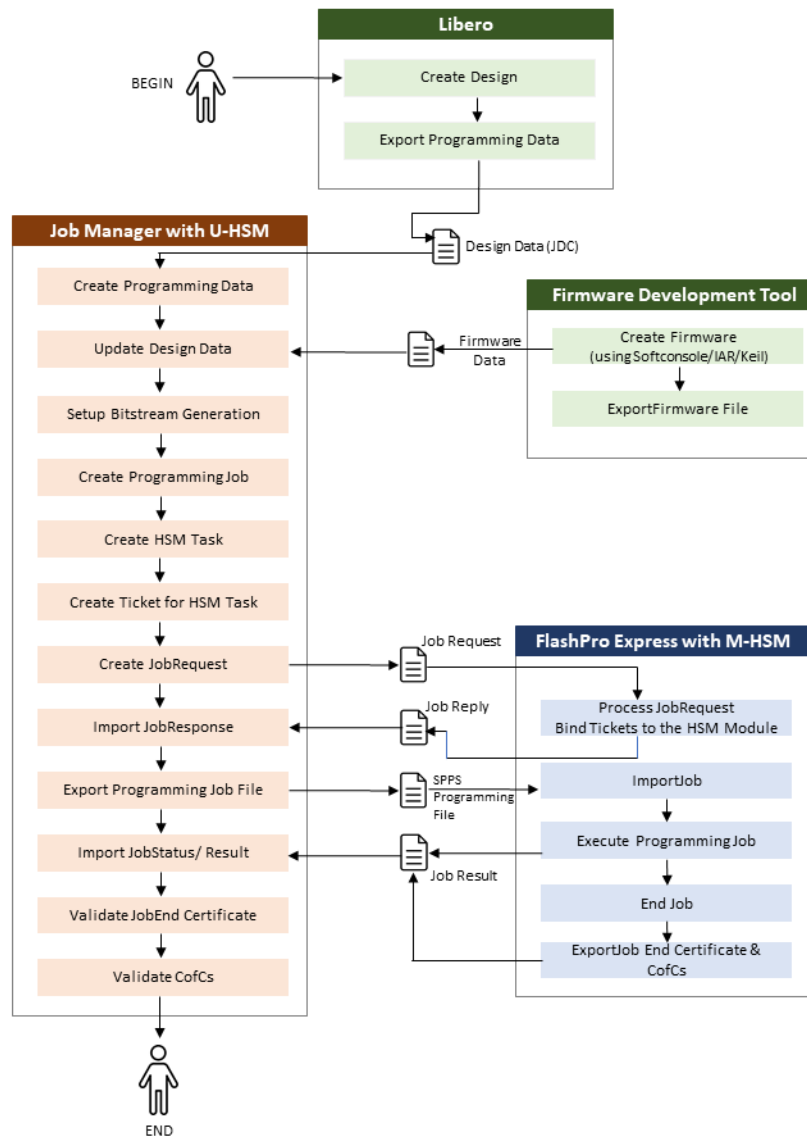 Libero
BEGIN
Create Design
Export Programming Data
Job Manager with U-HSM
Design Data (JDC)
Create Programming Data
Firmware Development Tool
Update Design Data
Firmware
Data
Create Firmware
(using Softconsole/IAR/Keil)
ExportFirmware File
Setup Bitstream Generation
Create Programming Job
Create HSM Task
Create Ticket for HSM Task
Create JobRequest
Job Request
FlashPro Express with M-HSM
Import JobResponse
Job Reply
Process JobRequest
Bind Tickets to the HSM Module
Export Programming Job File
SPPS
Programming
File
ImportJob
Import JobStatus/ Result
Job Result
Execute Programming Job
Validate JobEnd Certificate
End Job
Validate CofCs
ExportJob End Certificate &
CofCs
END